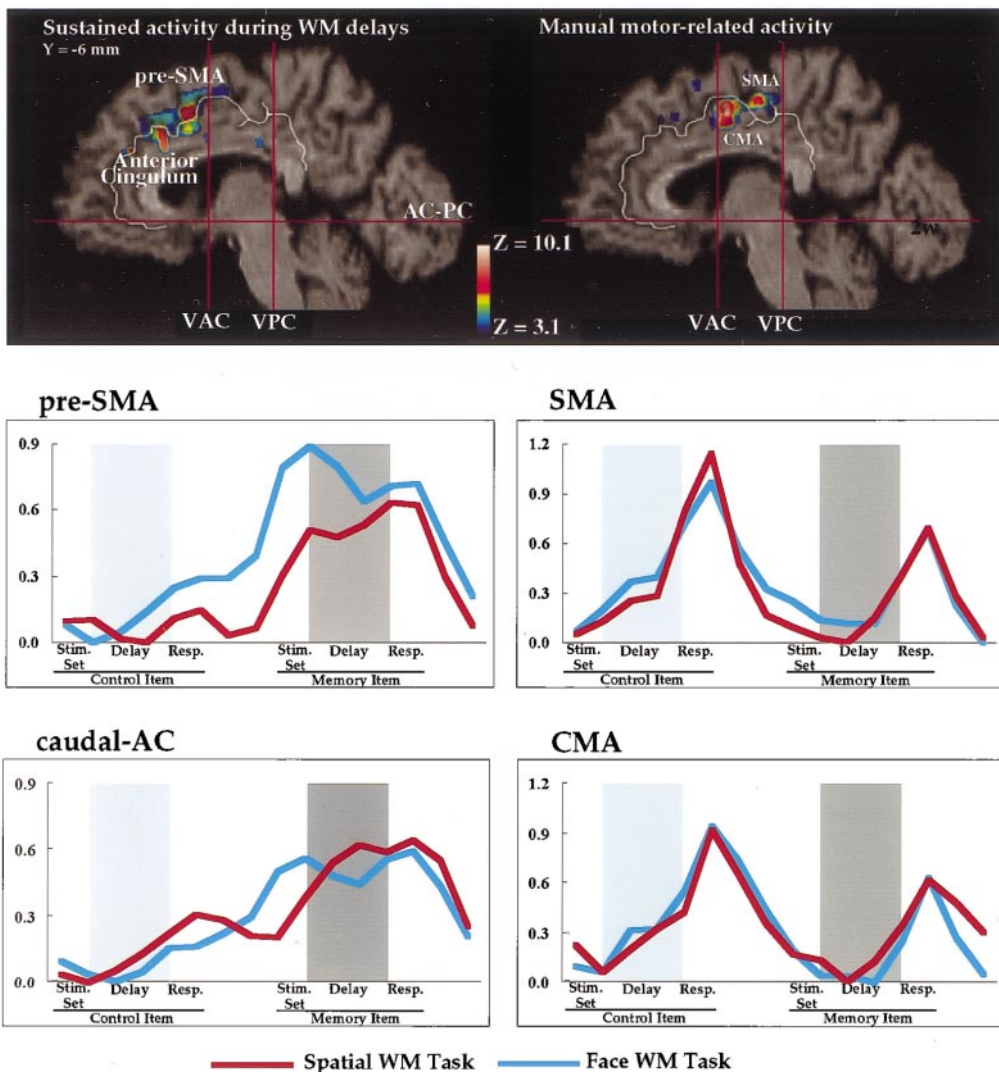 Sustained activity during WM delays
Y = -6 mm
pre-SMA
Anterior
Cingulum
AC-PC
VAC VPC
Z = 10.1
Z = 3.1
Manual motor-related activity
SMA
CMA
2w
VAC VPC
pre-SMA
0.9
0.6
0.3
0.0
Stim. Delay Resp. Stim. Delay Resp.
Set Set
Control Item Memory Item
SMA
1.2
0.9
0.6
0.3
0.0
Stim. Delay Resp. Stim. Delay Resp.
Set Set
Control Item Memory Item
caudal-AC
0.9
0.6
0.3
0.0
Stim. Delay Resp. Stim. Delay Resp.
Set Set
Control Item Memory Item
CMA
1.2
0.9
0.6
0.3
0.0
Stim. Delay Resp. Stim. Delay Resp.
Set Set
Control Item Memory Item
Spatial WM Task Face WM Task